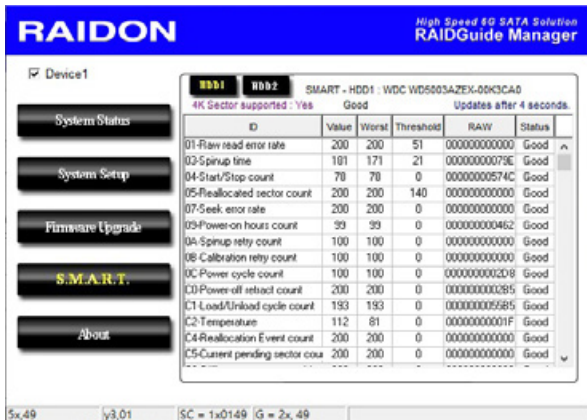 RAIDON
High Speed 6G SATA Solution
RAIDGuide Manager
Device1
System Status
System Setup
Firmware Upgrade
S.M.A.R.T.
About
HDD1 HDD2 SMART - HDD1 : WDC WD5003AZEX-00K3CA0
4K Sector supported : Yes Good Updates after 4 seconds.
ID Value Worst Threshold RAW Status
01-Raw read error rate 200 200 51 000000000000 Good
03-Spinup time 181 171 21 00000000079E Good
04-Start/Stop count 78 78 0 00000000574C Good
05-Reallocated sector count 200 200 140 000000000000 Good
07-Seek error rate 200 200 0 000000000000 Good
09-Power-on hours count 99 99 0 000000000462 Good
0A-Spinup retry count 100 100 0 000000000000 Good
0B-Calibration retry count 100 100 0 000000000000 Good
0C-Power cycle count 100 100 0 0000000002D8 Good
C0-Power-off retract count 200 200 0 0000000002B5 Good
C1-Load/Unload cycle count 193 193 0 0000000055B5 Good
C2-Temperature 112 81 0 00000000001F Good
C4-Reallocation Event count 200 200 0 000000000000 Good
C5-Current pending sector cou 200 200 0 000000000000 Good
5x,49 y3,01 SC = 1x0149 G = 2x, 49